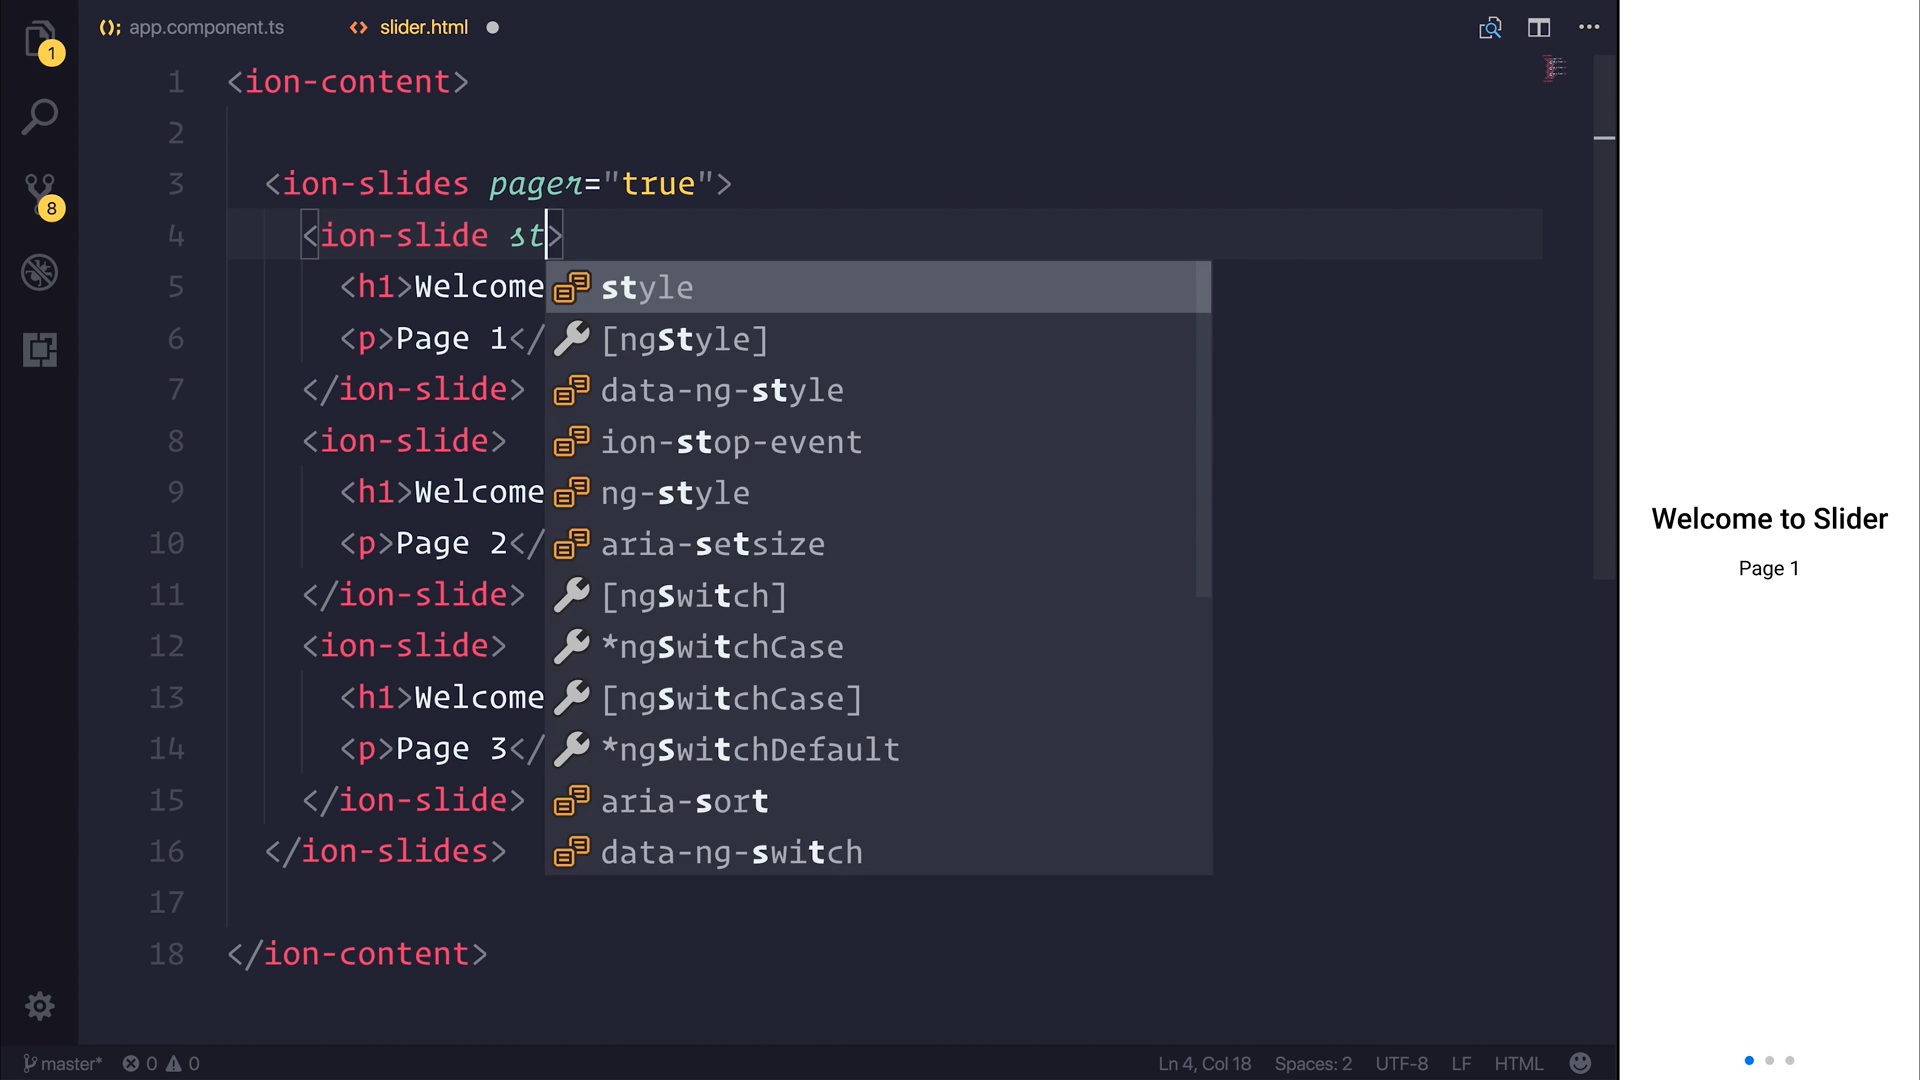 app.component.ts
slider.html
1
8
1 <ion-content>
2
3 <ion-slides pager="true">
4 <ion-slide st>
5 <h1>Welcome
6 <p>Page 1</
7 </ion-slide>
8 <ion-slide>
9 <h1>Welcome
10 <p>Page 2</
11 </ion-slide>
12 <ion-slide>
13 <h1>Welcome
14 <p>Page 3</
15 </ion-slide>
16 </ion-slides>
17
18 </ion-content>
style
[ngStyle]
data-ng-style
ion-stop-event
ng-style
aria-setsize
[ngSwitch]
*ngSwitchCase
[ngSwitchCase]
*ngSwitchDefault
aria-sort
data-ng-switch
Welcome to Slider
Page 1
master* 0 0 Ln 4, Col 18 Spaces: 2 UTF-8 LF HTML